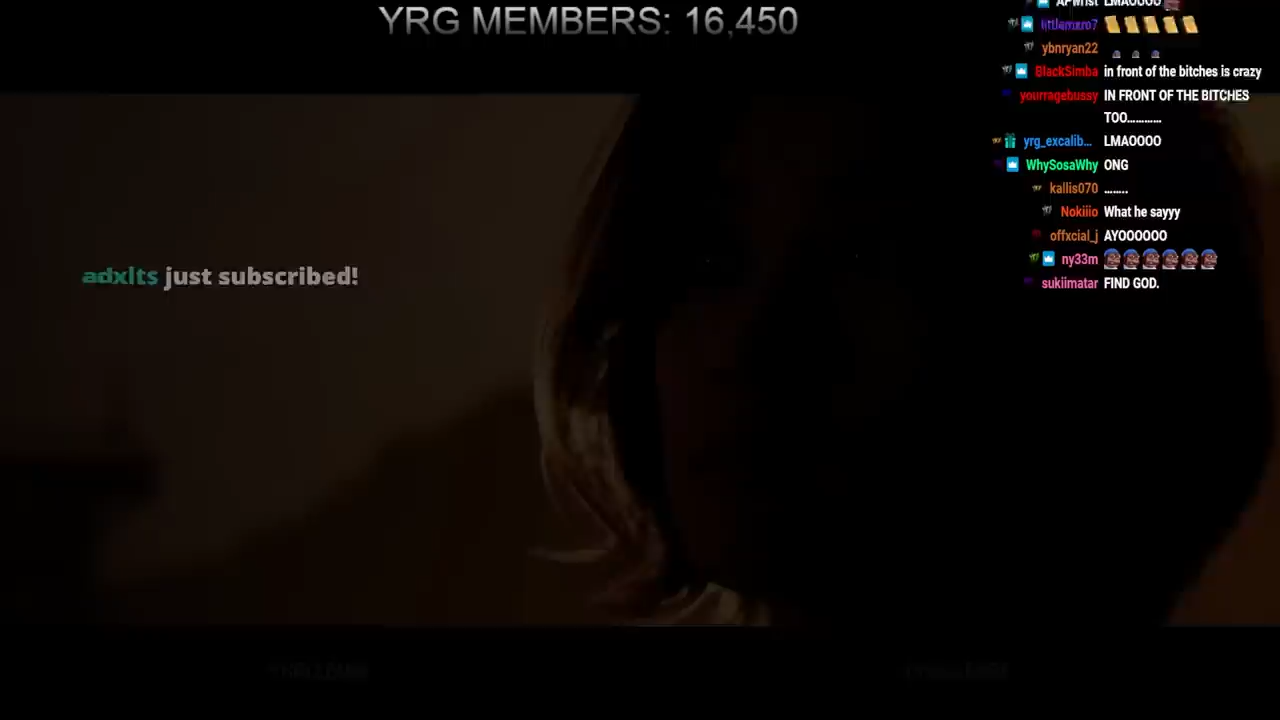 YRG MEMBERS: 16,450
APWrist LMAOOOO
ybnryan22
BlackSimba in front of the bitches is crazy
yourragebussy IN FRONT OF THE BITCHES
TOO............
yrg_excalib... LMAOOOO
WhySosaWhy ONG
kallis070 ........
Nokiiio What he sayyy
offxcial_j AYOOOOOO
ny33m
sukiimatar FIND GOD.
adxlts just subscribed!